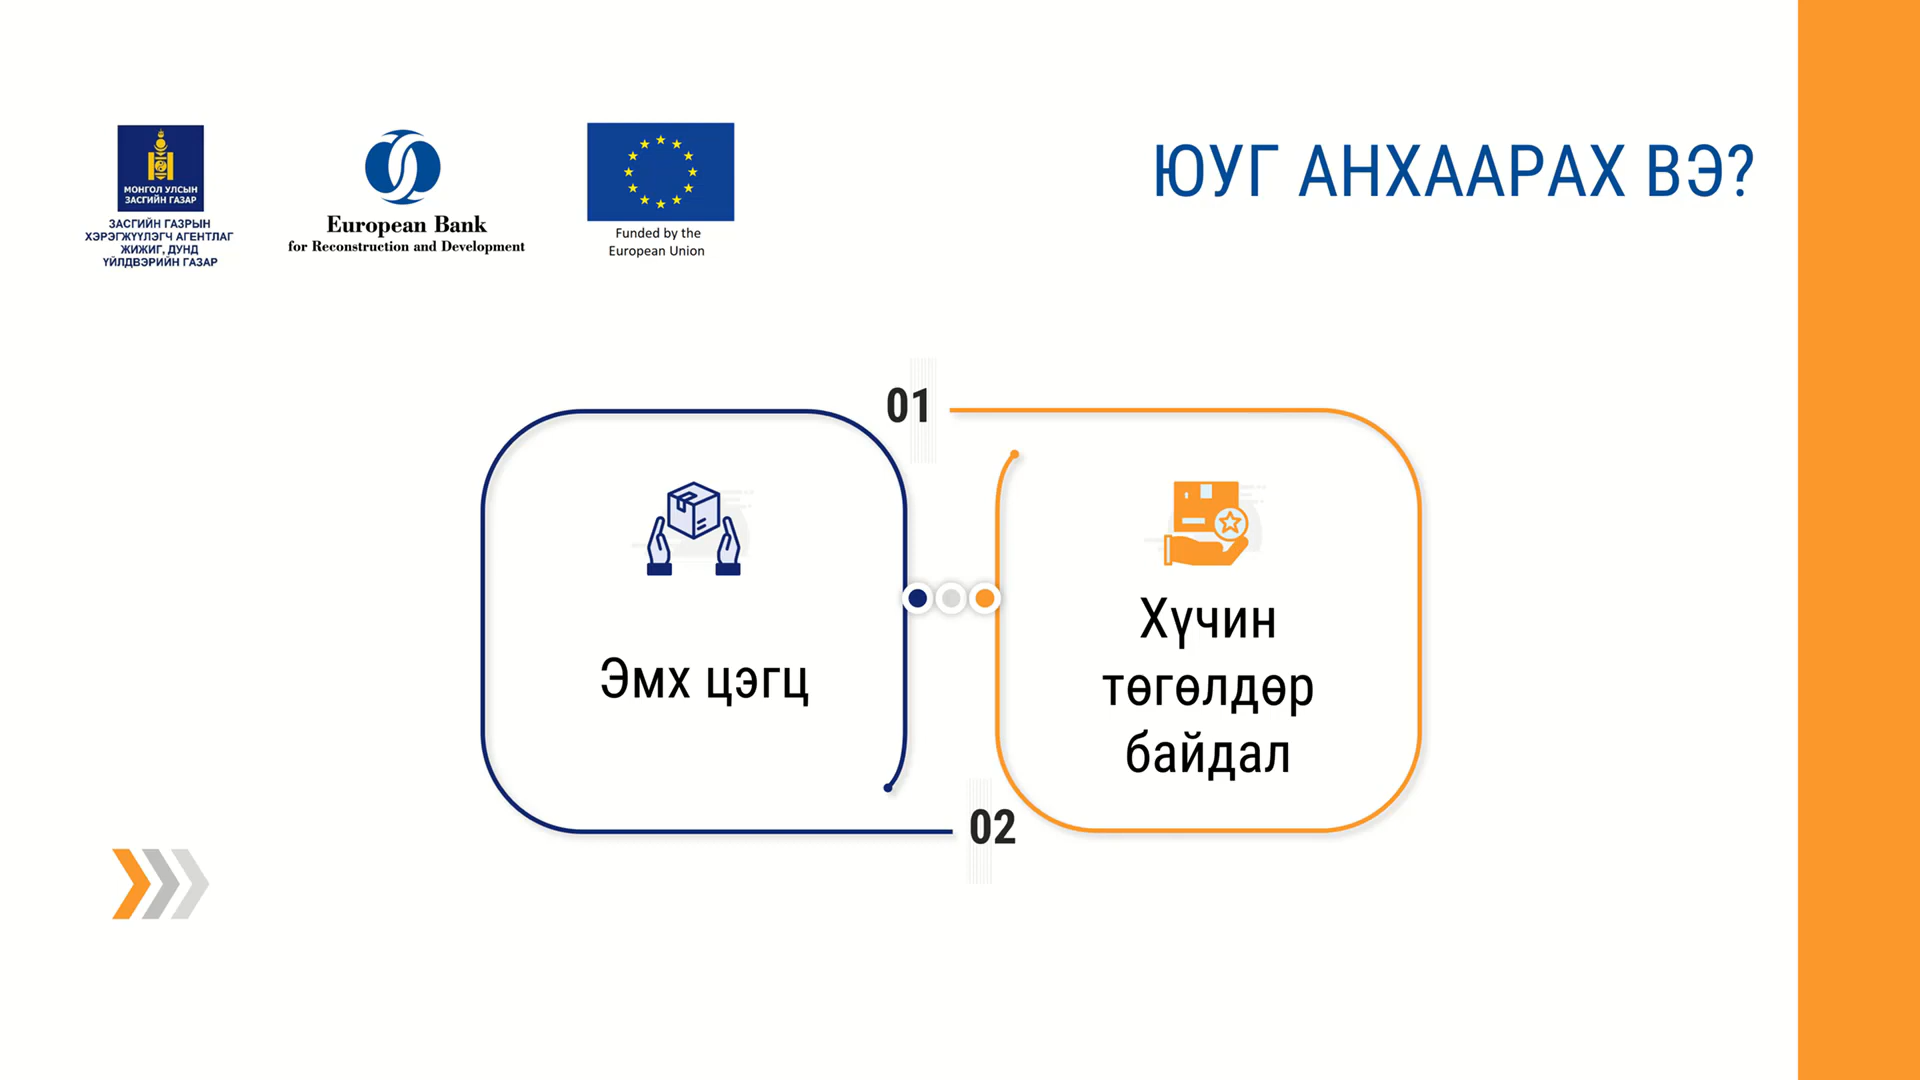 МОНГОЛ УЛСЫН
ЗАСГИЙН ГАЗАР
ЗАСГИЙН ГАЗРЫН
ХЭРЭГЖҮҮЛЭГЧ АГЕНТЛАГ
ЖИЖИГ, ДУНД
ҮЙЛДВЭРИЙН ГАЗАР
European Bank
for Reconstruction and Development
Funded by the
European Union
ЮУГ АНХААРАХ ВЭ?
01
Эмх цэгц
Хүчин
төгөлдөр
байдал
02